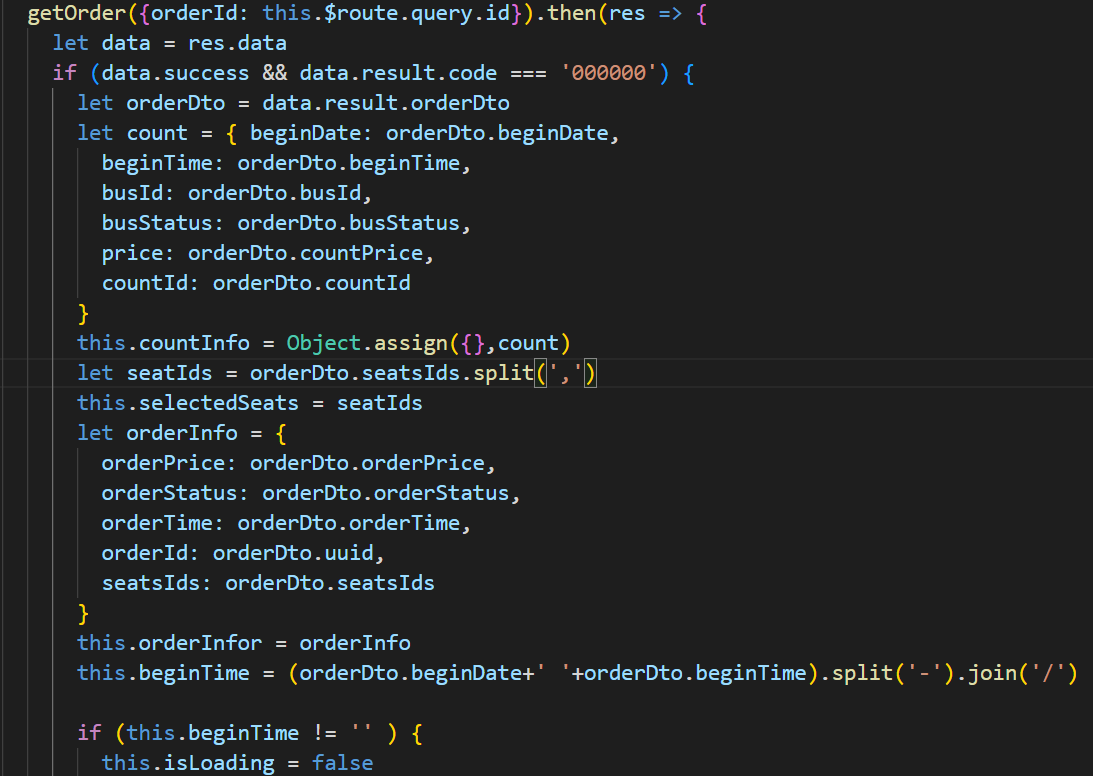 getOrder({orderId: this.$route.query.id}).then(res => {
let data = res.data
if (data.success && data.result.code === '000000') {
let orderDto = data.result.orderDto
let count = { beginDate: orderDto.beginDate,
beginTime: orderDto.beginTime,
busId: orderDto.busId,
busStatus: orderDto.busStatus,
price: orderDto.countPrice,
countId: orderDto.countId
}
this.countInfo = Object.assign({},count)
let seatIds = orderDto.seatsIds.split(',')
this.selectedSeats = seatIds
let orderInfo = {
orderPrice: orderDto.orderPrice,
orderStatus: orderDto.orderStatus,
orderTime: orderDto.orderTime,
orderId: orderDto.uuid,
seatsIds: orderDto.seatsIds
}
this.orderInfor = orderInfo
this.beginTime = (orderDto.beginDate+' '+orderDto.beginTime).split('-').join('/')
if (this.beginTime != '' ) {
this.isLoading = false